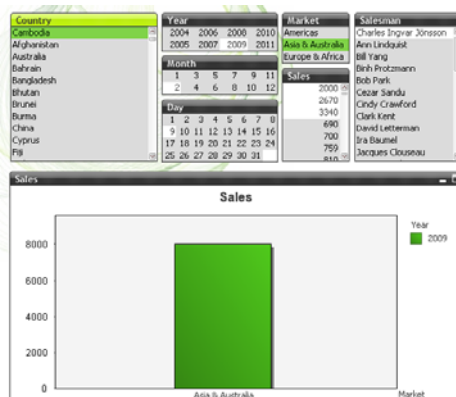 Country
Cambodia
Afghanistan
Australia
Bahrain
Bangladesh
Bhutan
Brunei
Burma
China
Cyprus
Fiji
Year
2004 2006 2008 2010
2005 2007 2009 2011
Month
1 3 5 7 9 11
2 4 6 8 10 12
Day
1 2 3 4 5 6 7 8
9 10 11 12 13 14 15 16
17 18 19 20 21 22 23 24
25 26 27 28 29 30 31
Market
Americas
Asia & Australia
Europe & Africa
Sales
2000
2670
3340
690
700
759
810
Salesman
Charles Ingvar Jönsson
Ann Lindquist
Bill Yang
Binh Protzmann
Bob Park
Cezar Sandu
Cindy Crawford
Clark Kent
David Letterman
Ira Baumel
Jacques Clouseau
Sales
Sales
Year
2009
8000
6000
4000
2000
0
Asia & Australia
Market